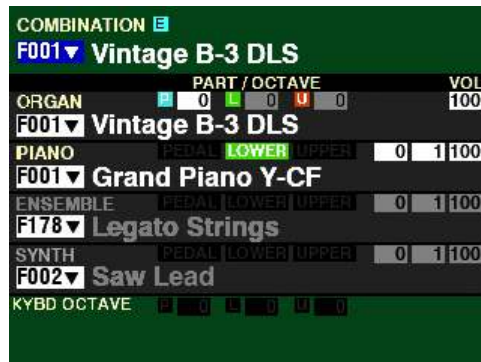 COMBINATION E
F001▼ Vintage B-3 DLS
PART / OCTAVE VOL
ORGAN P 0 L 0 U 0 100
F001▼ Vintage B-3 DLS
PIANO PEDAL LOWER UPPER 0 1 100
F001▼ Grand Piano Y-CF
ENSEMBLE PEDAL LOWER UPPER 0 1 100
F178▼ Legato Strings
SYNTH PEDAL LOWER UPPER 0 1 100
F002▼ Saw Lead
KYBD OCTAVE P 0 L 0 U 0